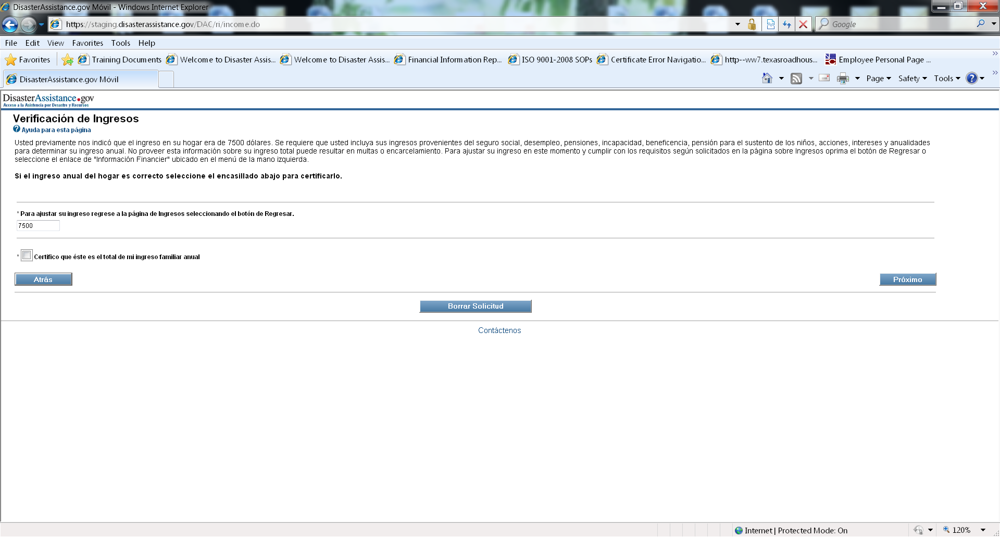 DisasterAssistance.gov Móvil - Windows Internet Explorer
https://staging.disasterassistance.gov/DAC/ri/income.do
Google
File Edit View Favorites Tools Help
Favorites Training Documents Welcome to Disaster Assis... Welcome to Disaster Assis... Financial Information Rep... ISO 9001-2008 SOPs Certificate Error Navigatio... http--ww7.texasroadhous... Employee Personal Page ...
DisasterAssistance.gov Móvil
Page Safety Tools
DisasterAssistance.gov
Acceso a la Asistencia por Desastre y Recursos
Verificación de Ingresos
Ayuda para esta página
Usted previamente nos indicó que el ingreso en su hogar era de 7500 dólares. Se requiere que usted incluya sus ingresos provenientes del seguro social, desempleo, pensiones, incapacidad, beneficencia, pensión para el sustento de los niños, acciones, intereses y anualidades
para determinar su ingreso anual. No proveer esta información sobre su ingreso total puede resultar en multas o encarcelamiento. Para ajustar su ingreso en este momento y cumplir con los requisitos según solicitados en la página sobre Ingresos oprima el botón de Regresar o
seleccione el enlace de "Información Financier" ubicado en el menú de la mano izquierda.
Si el ingreso anual del hogar es correcto seleccione el encasillado abajo para certificarlo.
* Para ajustar su ingreso regrese a la página de Ingresos seleccionando el botón de Regresar.
7500
* Certifico que éste es el total de mi ingreso familiar anual
Atrás
Próximo
Borrar Solicitud
Contáctenos
Internet | Protected Mode: On
120%